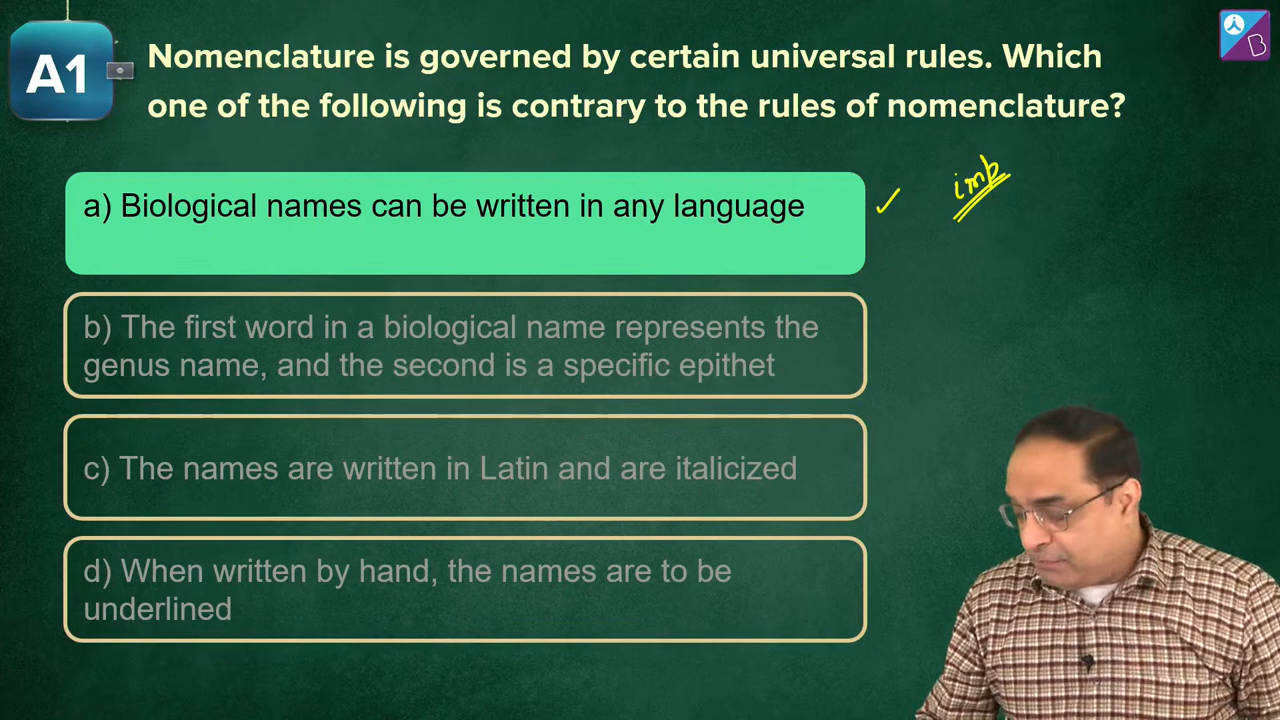 A1
Nomenclature is governed by certain universal rules. Which
one of the following is contrary to the rules of nomenclature?
a) Biological names can be written in any language
imp
b) The first word in a biological name represents the
genus name, and the second is a specific epithet
c) The names are written in Latin and are italicized
d) When written by hand, the names are to be
underlined
B